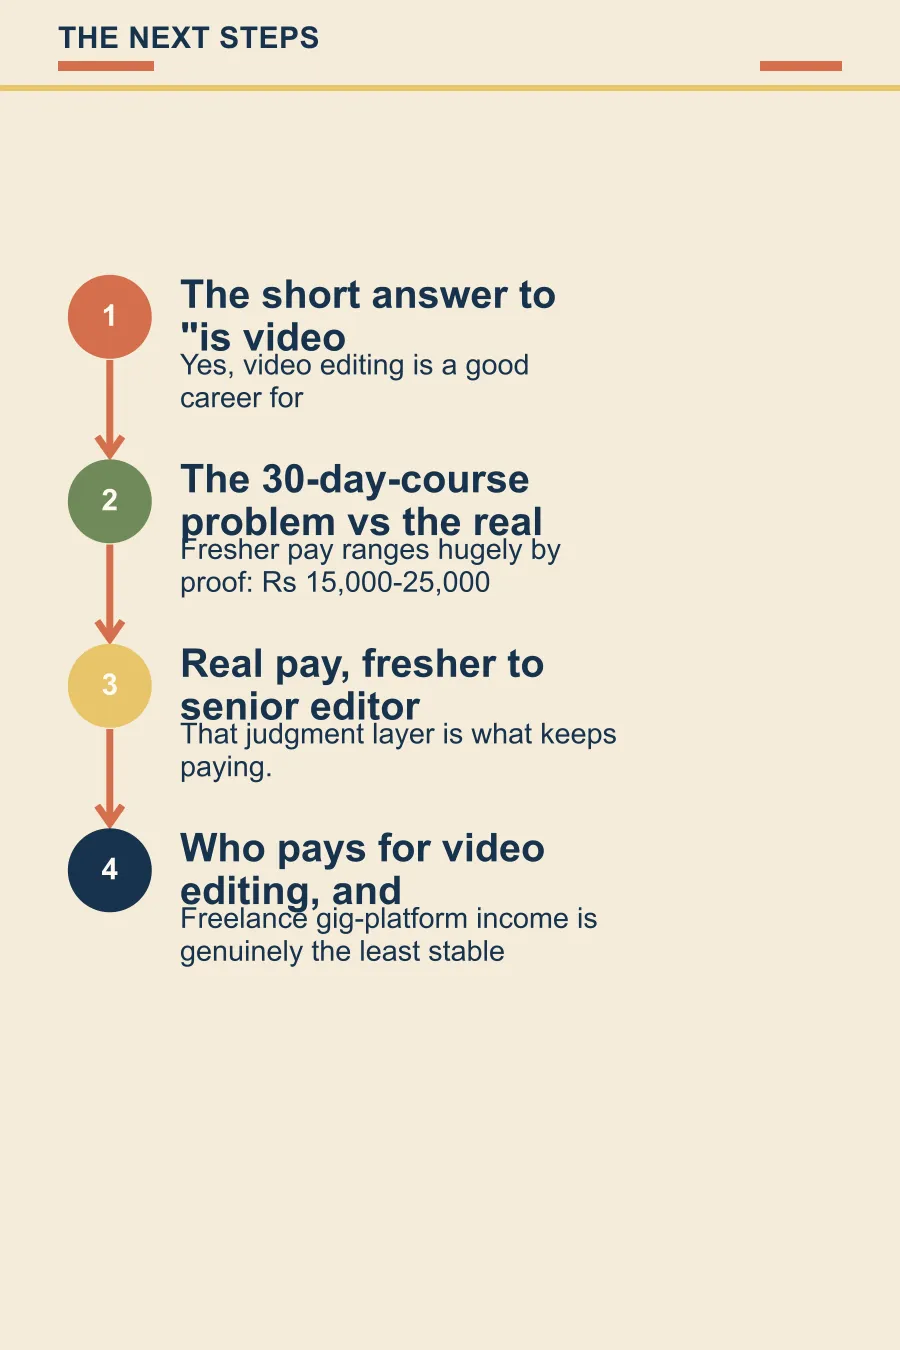 THE NEXT STEPS
1
The short answer to
"is video
Yes, video editing is a good
career for
2
The 30-day-course
problem vs the real
Fresher pay ranges hugely by
proof: Rs 15,000-25,000
3
Real pay, fresher to
senior editor
That judgment layer is what keeps
paying.
4
Who pays for video
editing, and
Freelance gig-platform income is
genuinely the least stable